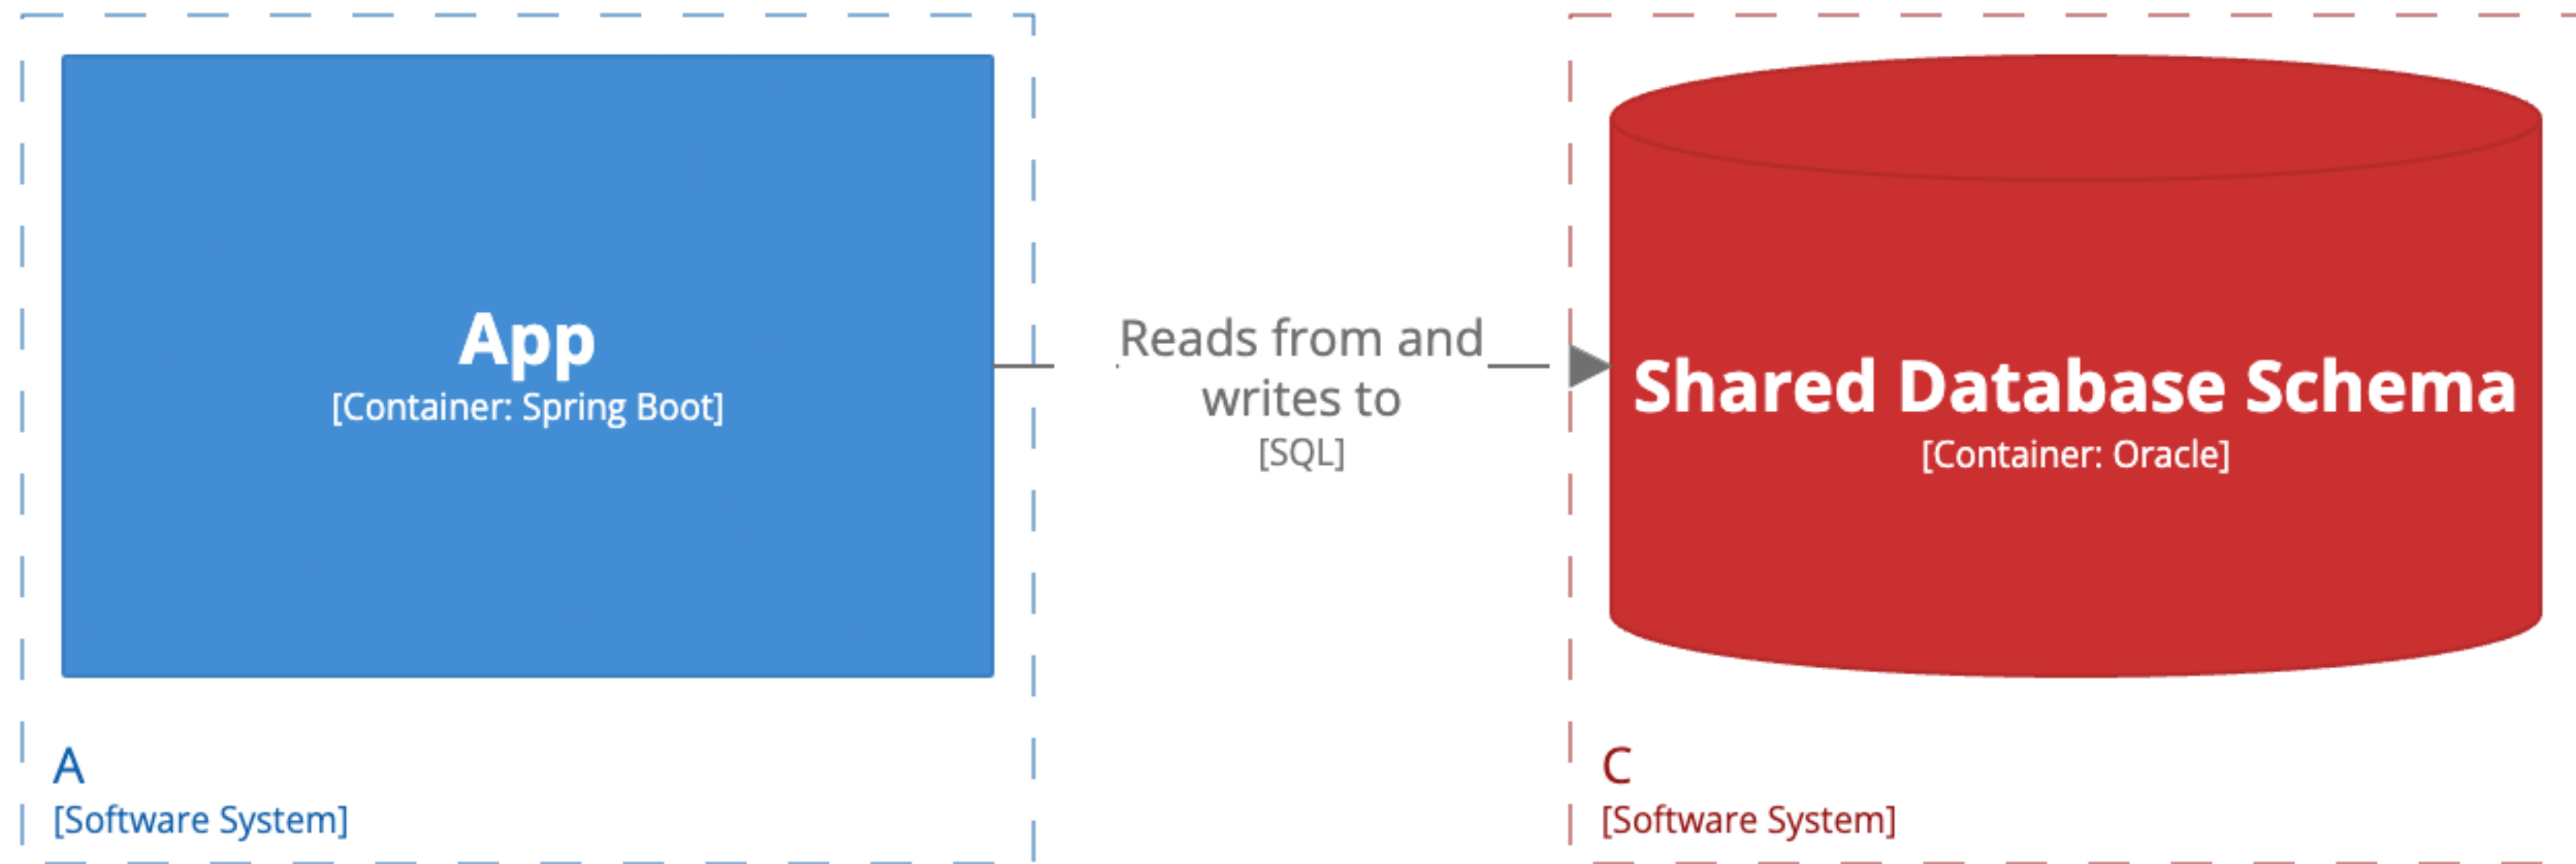 App
[Container: Spring Boot]
Reads from and
writes to
[SQL]
Shared Database Schema
[Container: Oracle]
A
[Software System]
C
[Software System]